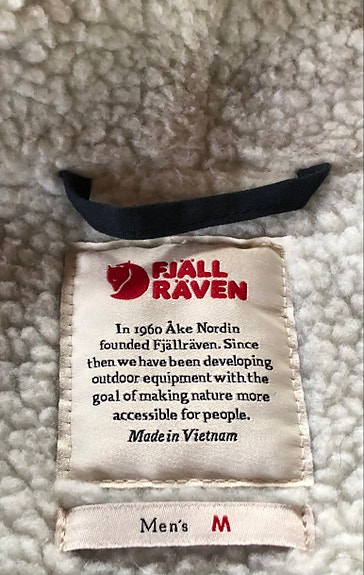 FJÄLL
RÄVEN
In 1960 Åke Nordin
founded Fjällräven. Since
then we have been developing
outdoor equipment with the
goal of making nature more
accessible for people.
Made in Vietnam
Men's M